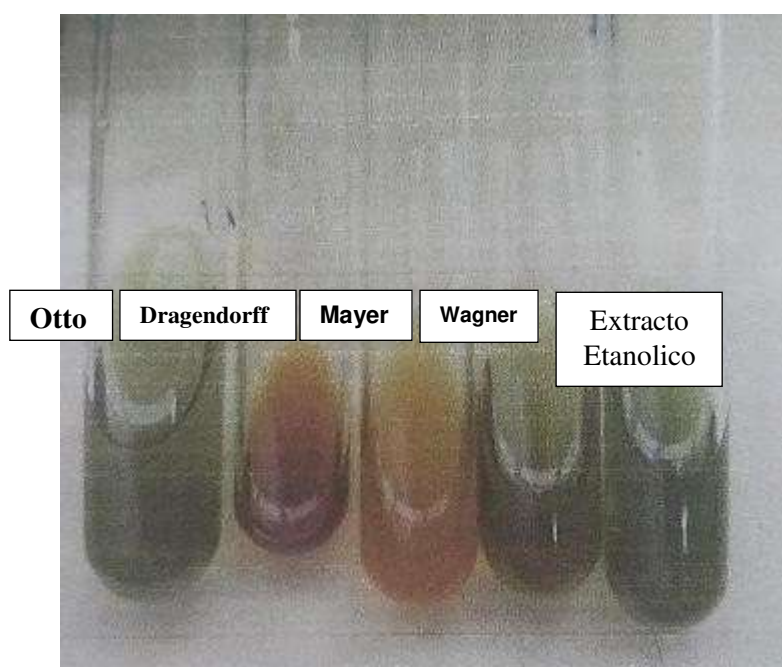 Otto
Dragendorff
Mayer
Wagner
Extracto
Etanolico